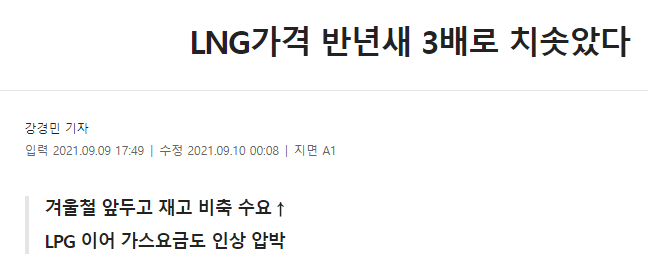 LNG가격 반년새 3배로 치솟았다
강경민 기자
입력 2021.09.09 17:49 | 수정 2021.09.10 00:08 | 지면 A1
겨울철 앞두고 재고 비축 수요↑
LPG 이어 가스요금도 인상 압박